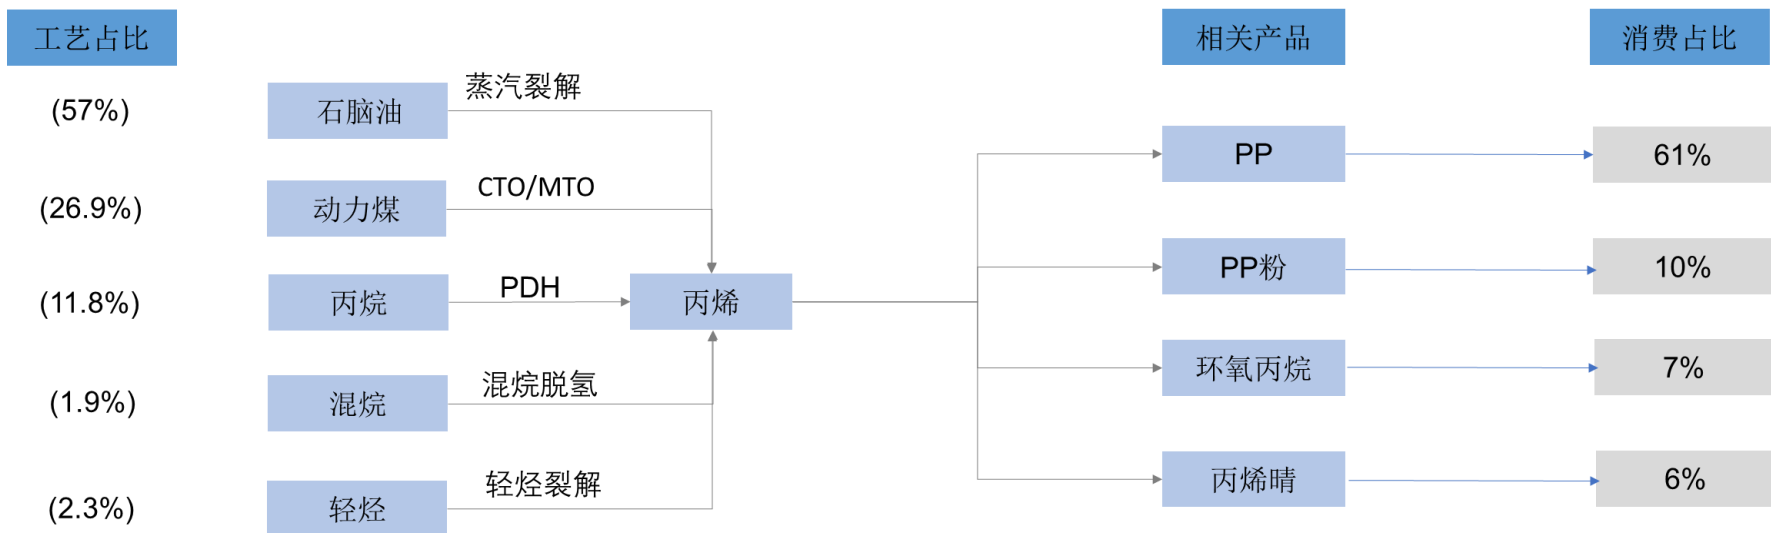 工艺占比
相关产品
消费占比
(57%)
石脑油
蒸汽裂解
PP
61%
(26.9%)
动力煤
CTO/MTO
PP粉
10%
(11.8%)
丙烷
PDH
丙烯
环氧丙烷
7%
(1.9%)
混烷
混烷脱氢
丙烯晴
6%
(2.3%)
轻烃
轻烃裂解